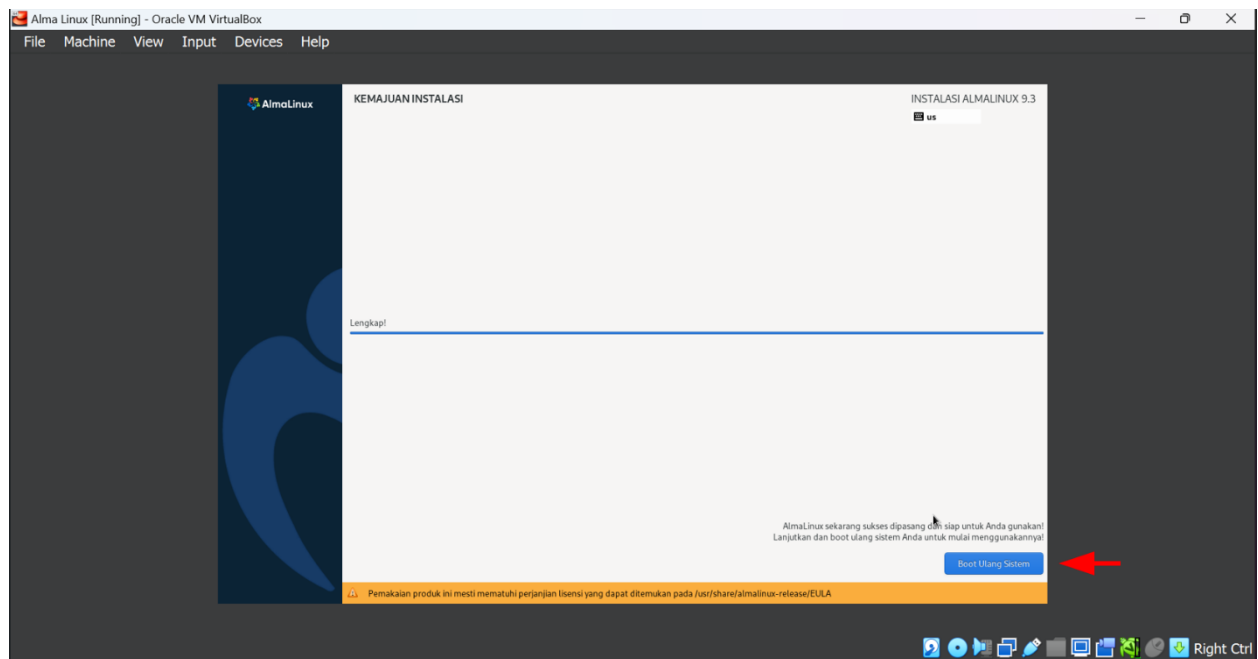 Alma Linux [Running] - Oracle VM VirtualBox
File Machine View Input Devices Help
AlmaLinux
KEMAJUAN INSTALASI
INSTALASI ALMALINUX 9.3
us
Lengkap!
AlmaLinux sekarang sukses dipasang dan siap untuk Anda gunakan!
Lanjutkan dan boot ulang sistem Anda untuk mulai menggunakannya!
Boot Ulang Sistem
Pemakaian produk ini mesti mematuhi perjanjian lisensi yang dapat ditemukan pada /usr/share/almalinux-release/EULA
Right Ctrl